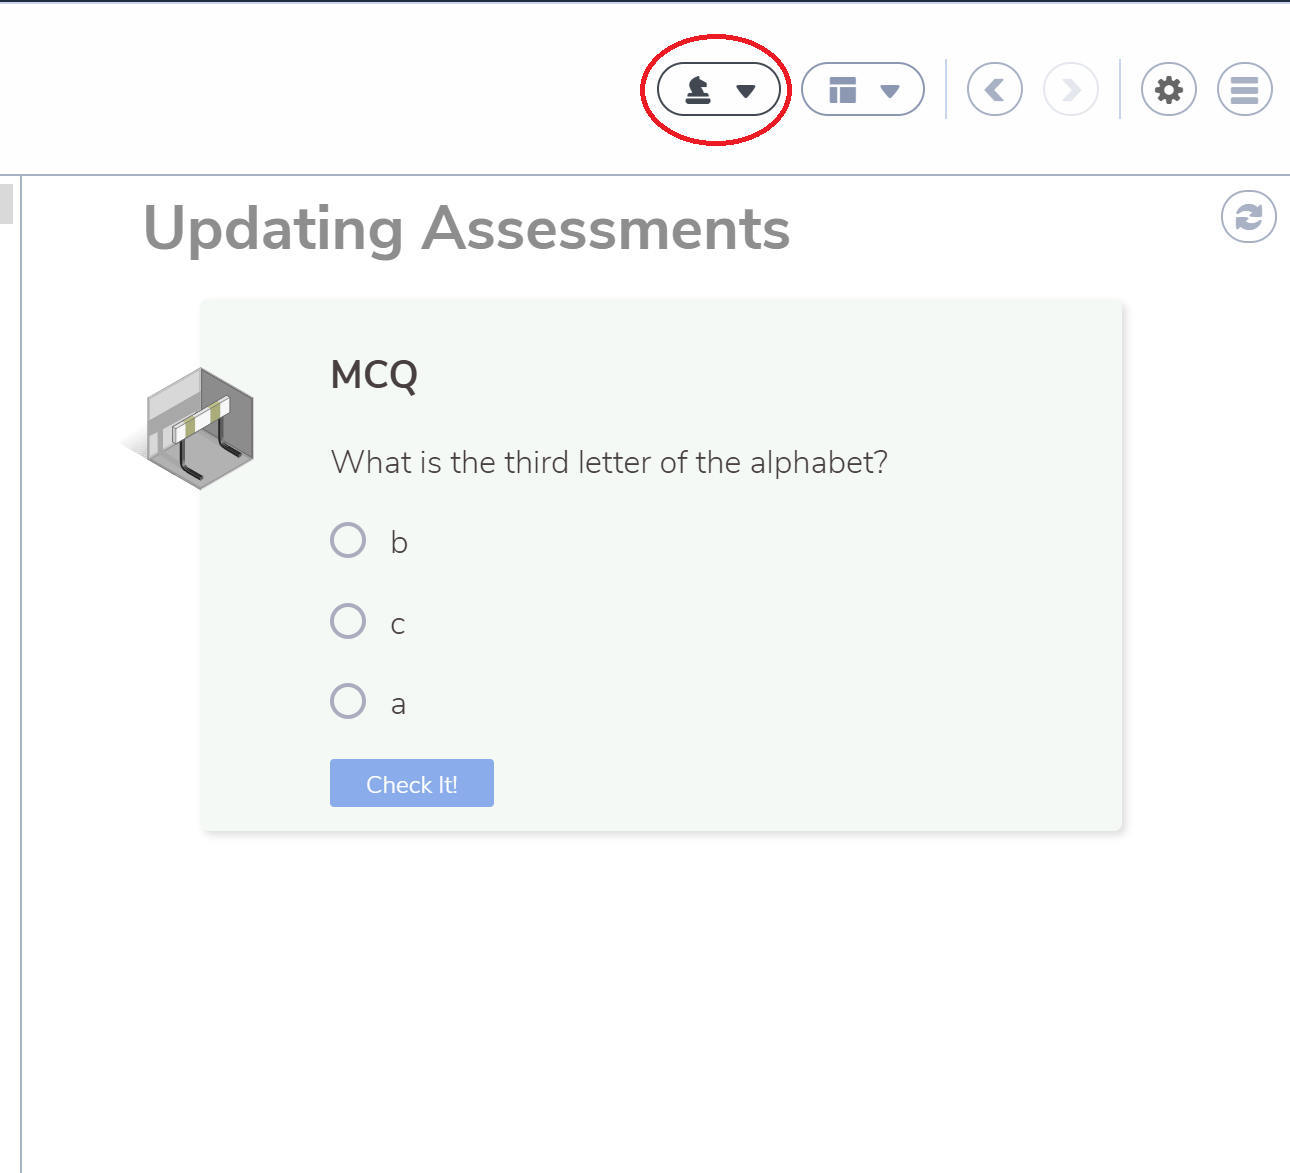 Updating Assessments
MCQ
What is the third letter of the alphabet?
b
c
a
Check It!